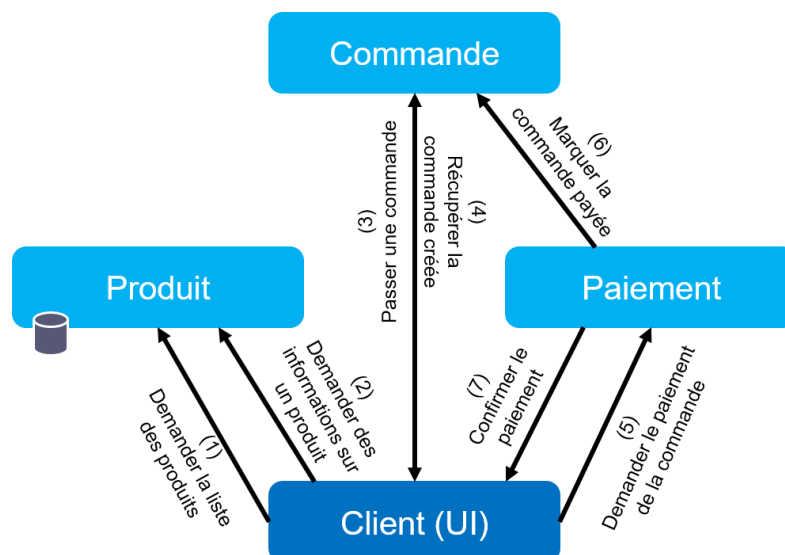 Commande
(3)
Passer une commande
(4)
Récupérer la
commande créée
(6)
Marquer la
commande payée
Produit
Paiement
(1)
Demander la liste
des produits
(2)
Demander des
informations sur
un produit
(7)
Confirmer le
paiement
(5)
Demander le paiement
de la commande
Client (UI)